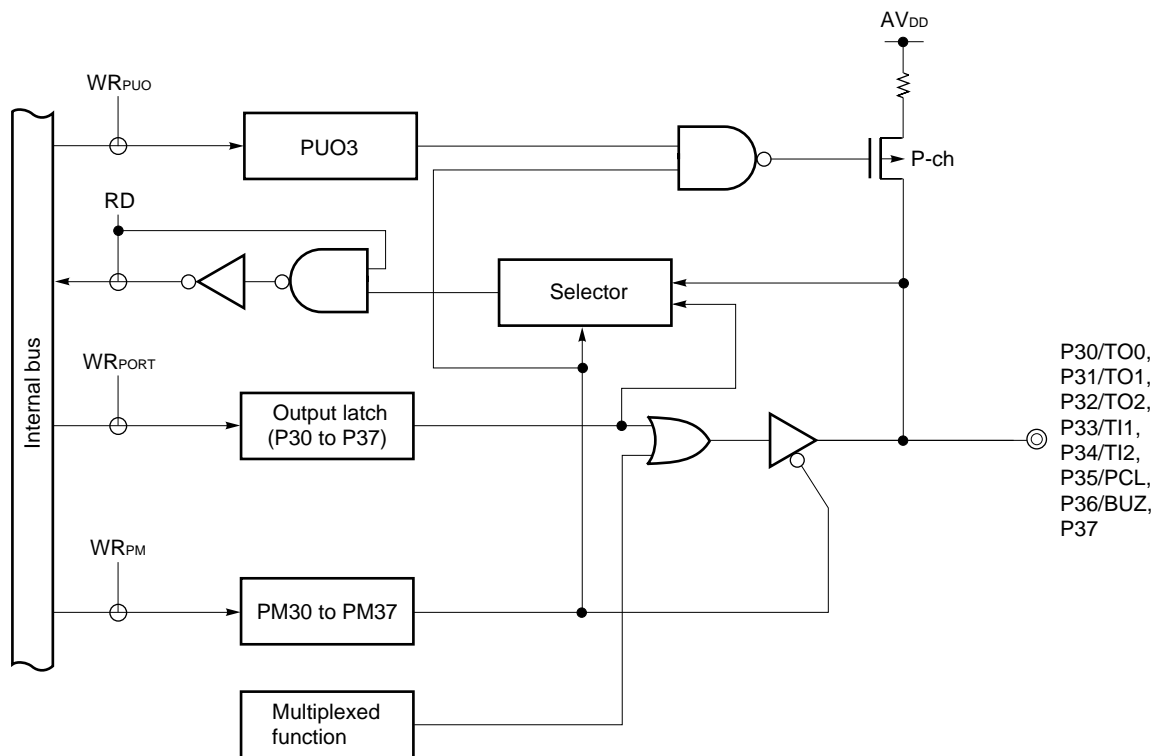 AVDD
WRPUO
PUO3
P-ch
RD
Selector
Internal bus
WRPORT
Output latch
(P30 to P37)
P30/TO0,
P31/TO1,
P32/TO2,
P33/TI1,
P34/TI2,
P35/PCL,
P36/BUZ,
P37
WRPM
PM30 to PM37
Multiplexed
function